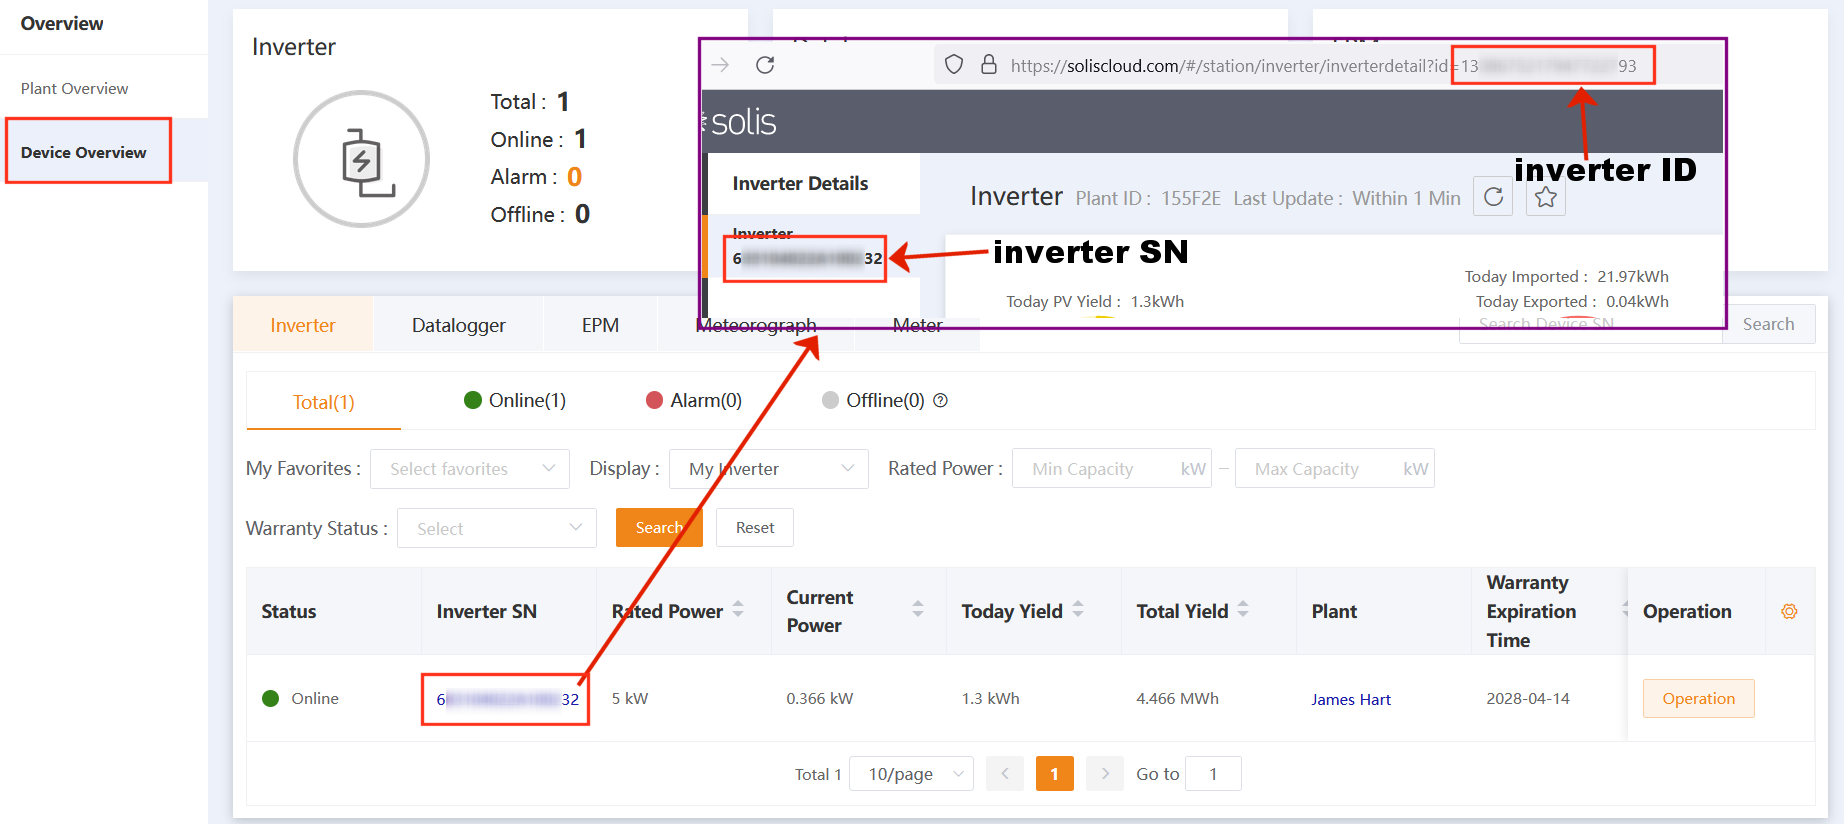 Overview
Plant Overview
Device Overview
Inverter
Total : 1
Online : 1
Alarm : 0
Offline : 0
https://soliscloud.com/#/station/inverter/inverterdetail?id=13 93
solis
inverter ID
Inverter Details
Inverter
6 32
Inverter Plant ID : 155F2E Last Update : Within 1 Min
inverter SN
Today PV Yield : 1.3kWh
Today Imported : 21.97kWh
Today Exported : 0.04kWh
Inverter Datalogger EPM Meteorograph Meter Search Device SN Search
Total(1) Online(1) Alarm(0) Offline(0)
My Favorites : Select favorites Display : My Inverter Rated Power : Min Capacity kW – Max Capacity kW
Warranty Status : Select Search Reset
Status Inverter SN Rated Power Current Power Today Yield Total Yield Plant Warranty Expiration Time Operation
Online 6 32 5 kW 0.366 kW 1.3 kWh 4.466 MWh James Hart 2028-04-14 Operation
Total 1 10/page 1 Go to 1